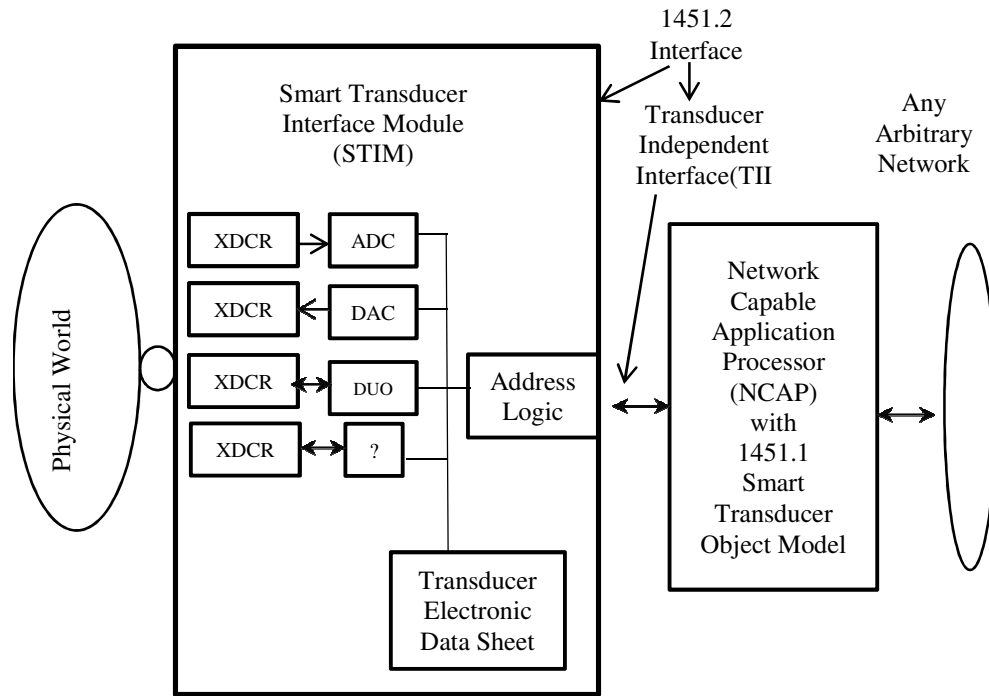 1451.2
Interface
Smart Transducer
Interface Module
(STIM)
Transducer
Independent
Interface(TII
Any
Arbitrary
Network
Physical World
XDCR
ADC
XDCR
DAC
XDCR
DUO
XDCR
?
Address
Logic
Transducer
Electronic
Data Sheet
Network
Capable
Application
Processor
(NCAP)
with
1451.1
Smart
Transducer
Object Model